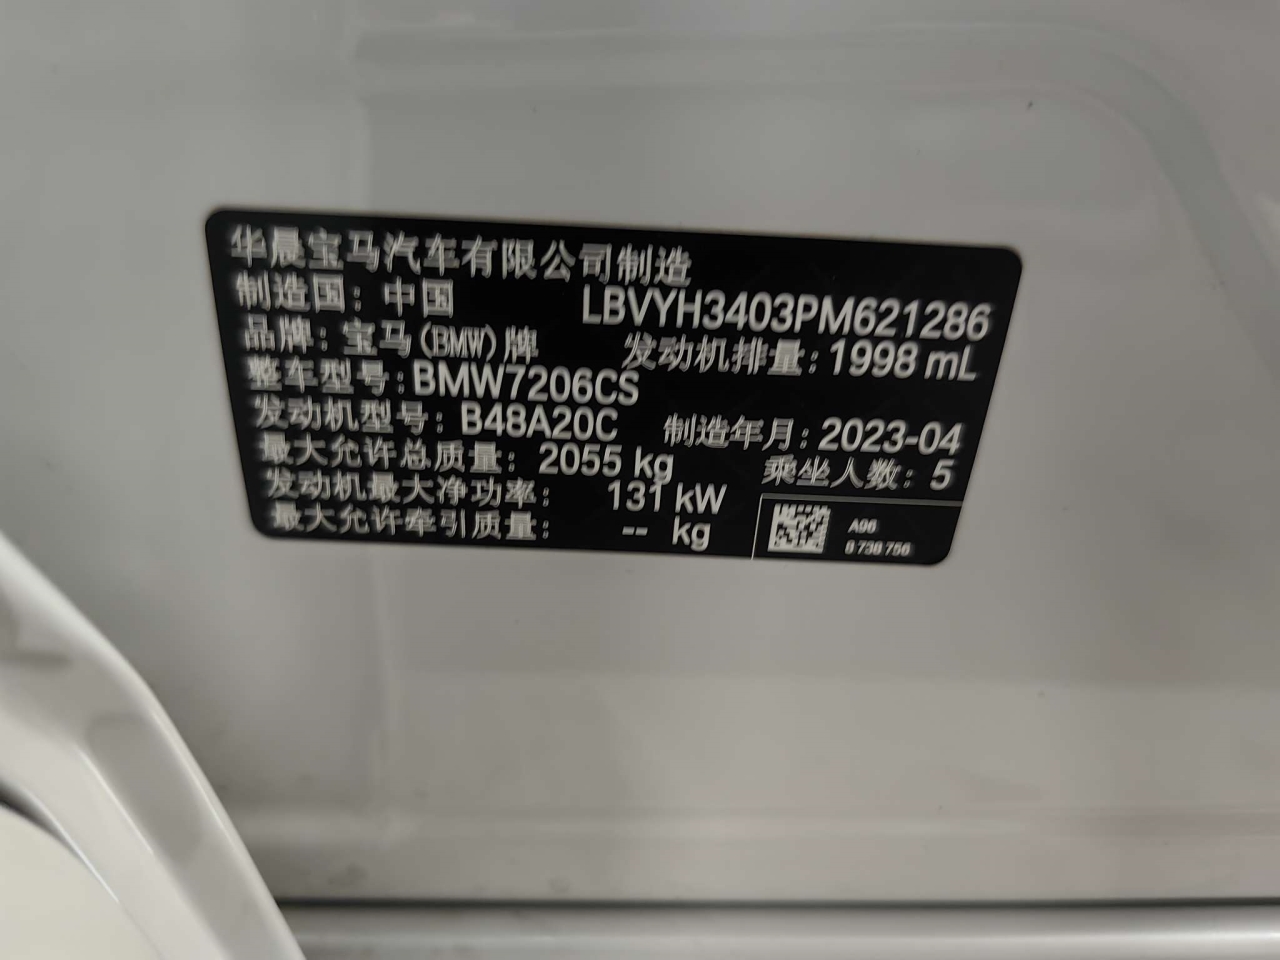 华晨宝马汽车有限公司制造
制造国：中国 LBVYH3403PM621286
品牌：宝马(BMW)牌 发动机排量：1998 mL
整车型号：BMW7206CS
发动机型号：B48A20C 制造年月：2023-04
最大允许总质量：2055 kg 乘坐人数：5
发动机最大净功率：131 kW
最大允许牵引质量：-- kg
A96